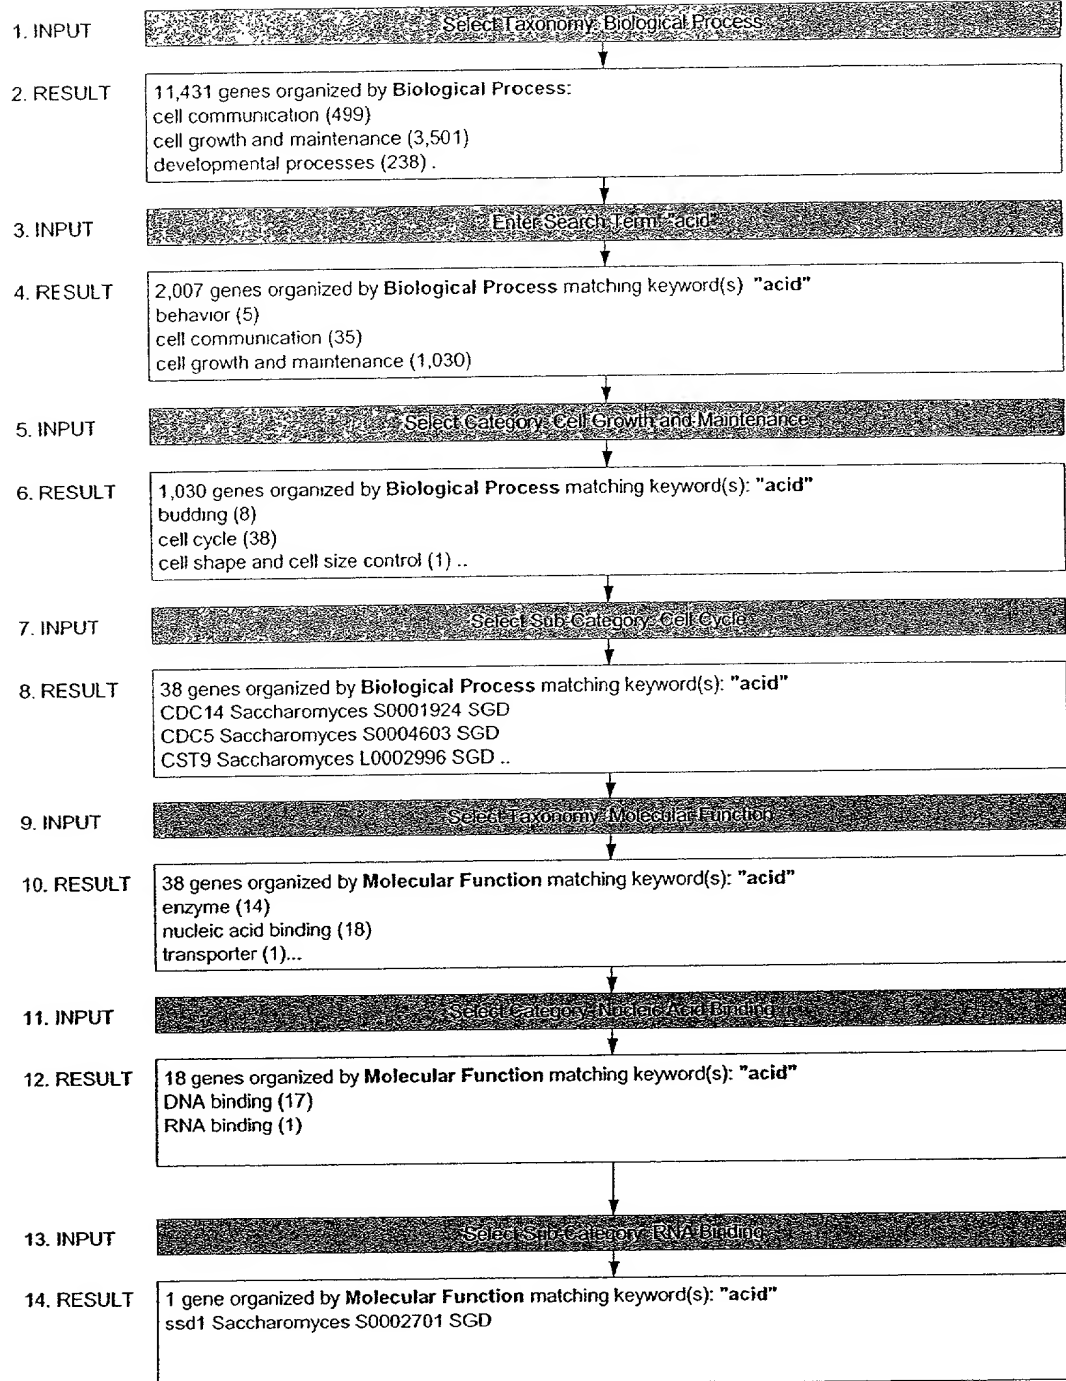 1. INPUT
Select Taxonomy: Biological Process
2. RESULT
11,431 genes organized by Biological Process:
cell communication (499)
cell growth and maintenance (3,501)
developmental processes (238) .
3. INPUT
Enter Search Term: "acid"
4. RESULT
2,007 genes organized by Biological Process matching keyword(s) "acid"
behavior (5)
cell communication (35)
cell growth and maintenance (1,030)
5. INPUT
Select Category: Cell Growth and Maintenance
6. RESULT
1,030 genes organized by Biological Process matching keyword(s): "acid"
budding (8)
cell cycle (38)
cell shape and cell size control (1) ..
7. INPUT
Select Sub-Category: Cell Cycle
8. RESULT
38 genes organized by Biological Process matching keyword(s): "acid"
CDC14 Saccharomyces S0001924 SGD
CDC5 Saccharomyces S0004603 SGD
CST9 Saccharomyces L0002996 SGD ..
9. INPUT
Select Taxonomy: Molecular Function
10. RESULT
38 genes organized by Molecular Function matching keyword(s): "acid"
enzyme (14)
nucleic acid binding (18)
transporter (1)...
11. INPUT
Select Category: Nucleic Acid Binding
12. RESULT
18 genes organized by Molecular Function matching keyword(s): "acid"
DNA binding (17)
RNA binding (1)
13. INPUT
Select Sub-Category: RNA Binding
14. RESULT
1 gene organized by Molecular Function matching keyword(s): "acid"
ssd1 Saccharomyces S0002701 SGD